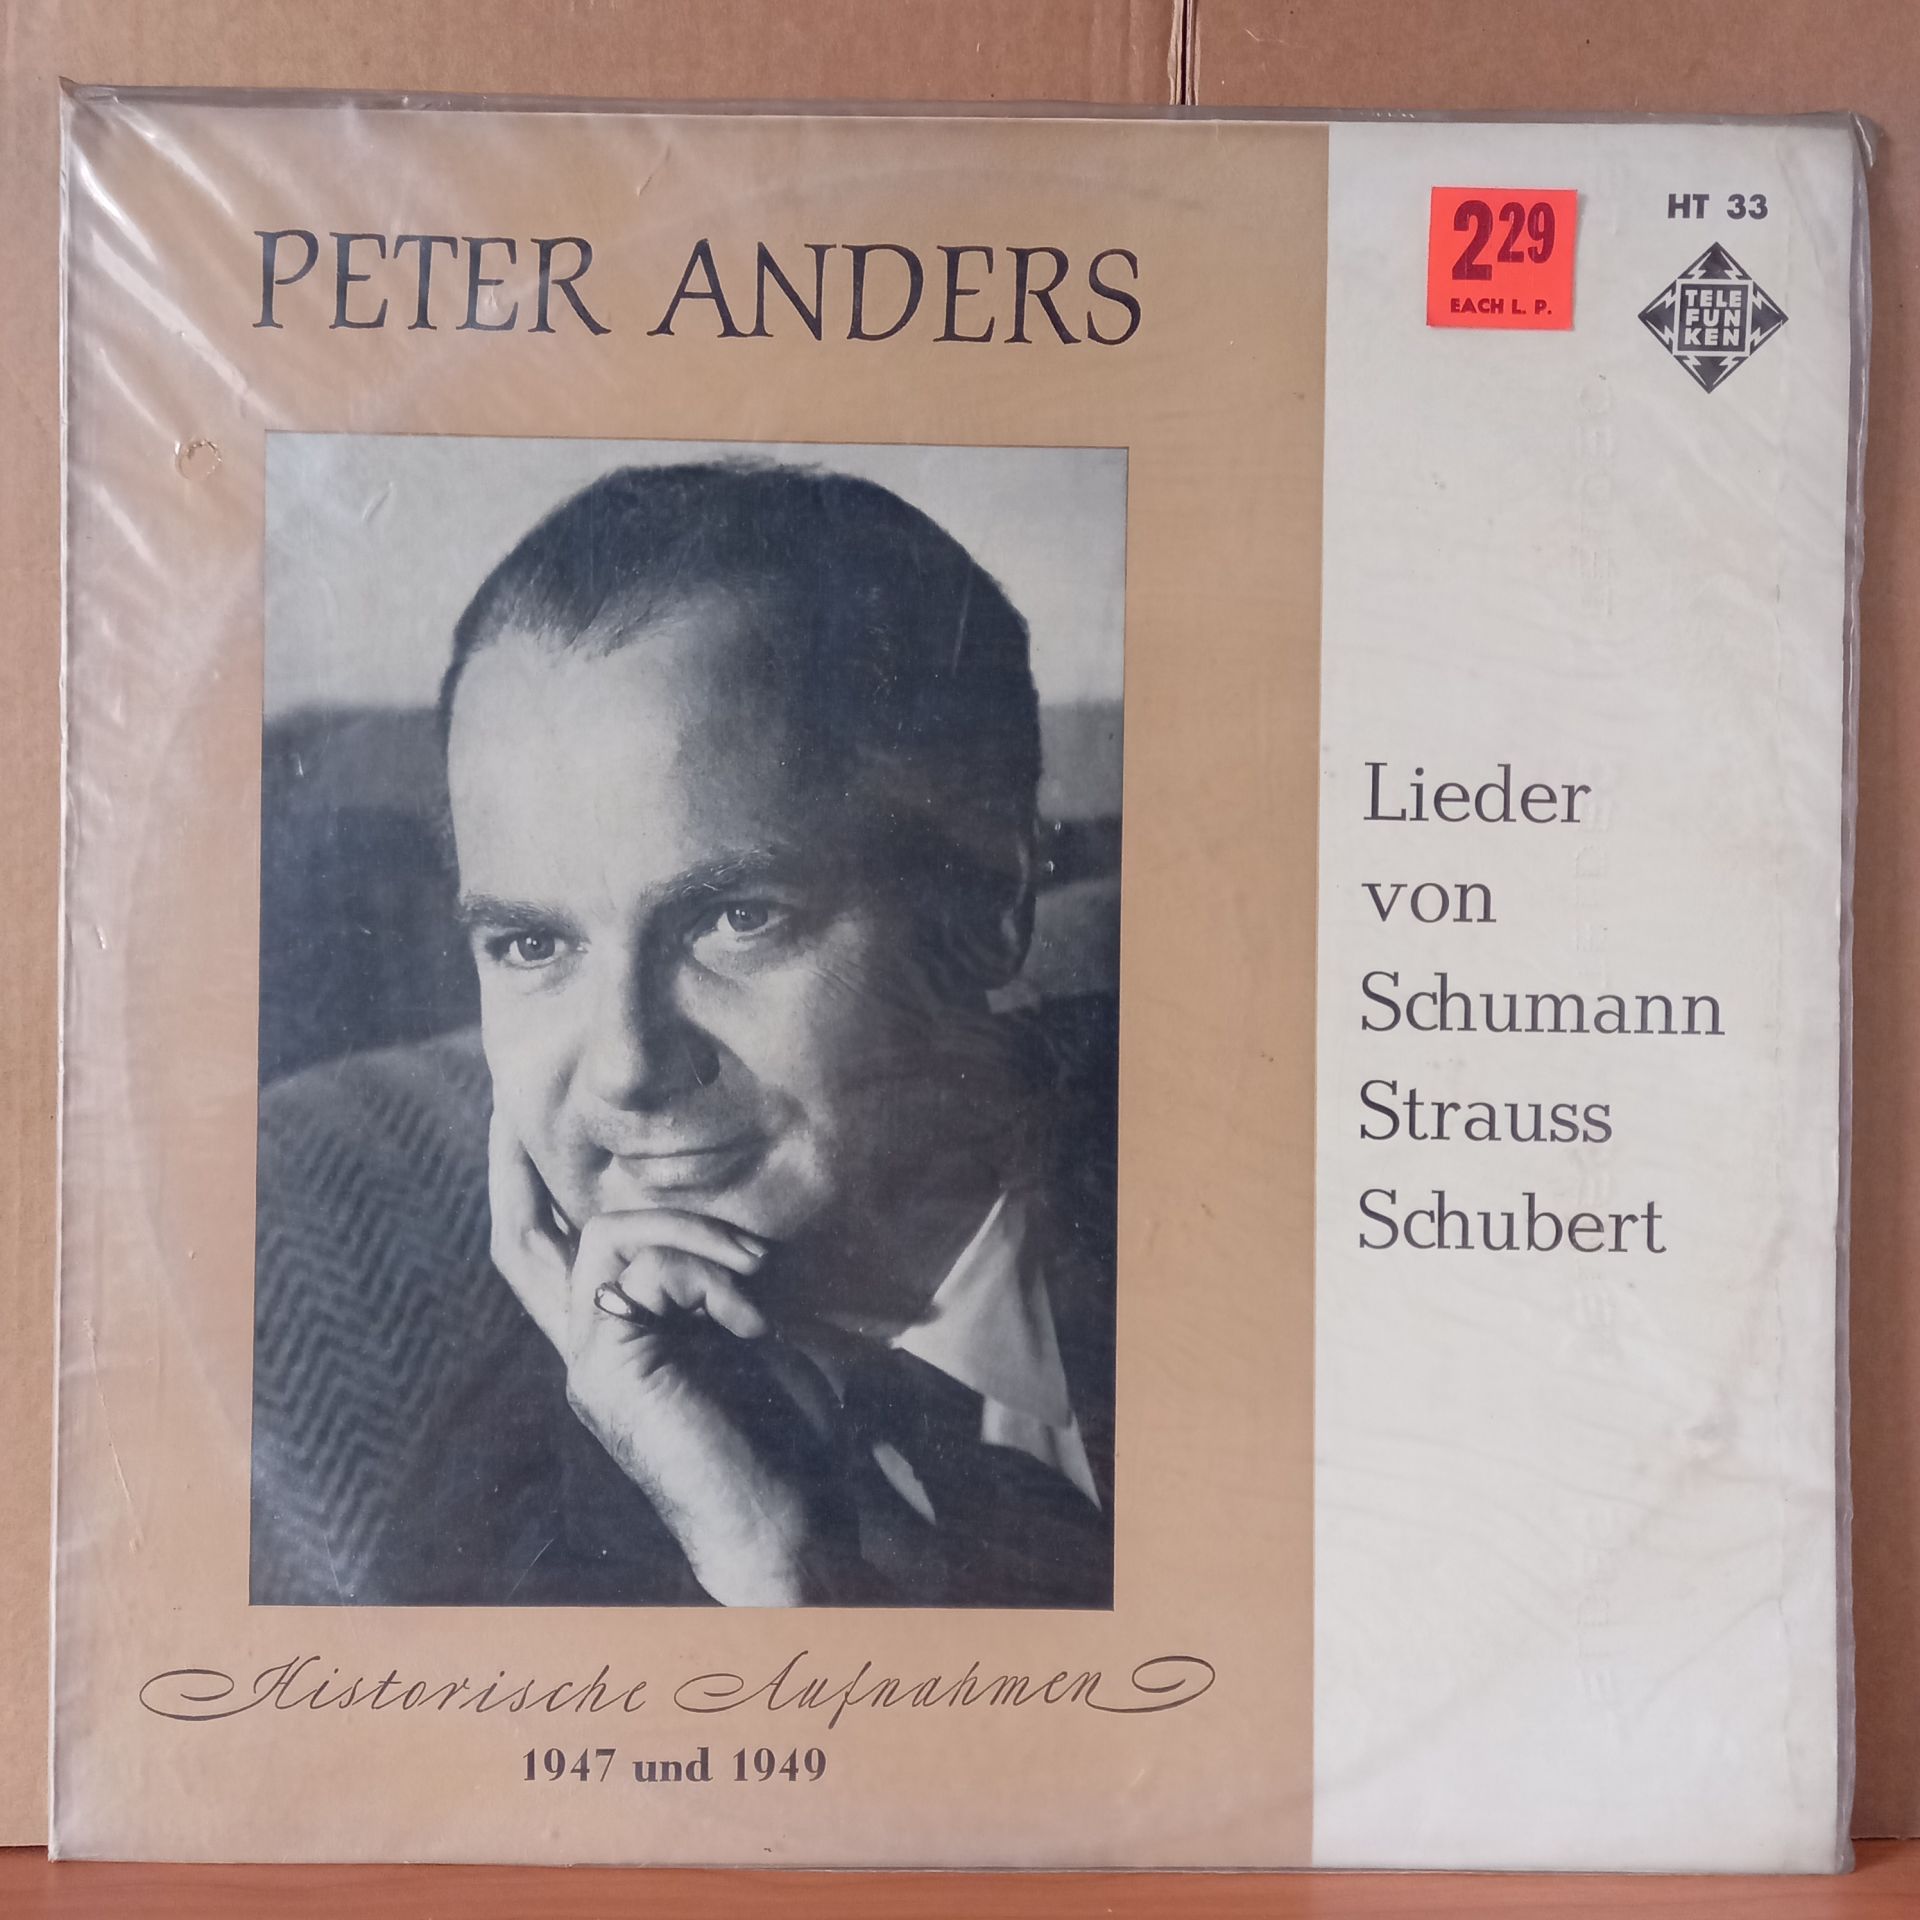 PETER ANDERS
2 29
EACH L. P.
HT 33
TELE
FUN
KEN
Lieder
von
Schumann
Strauss
Schubert
Historische Aufnahmen
1947 und 1949